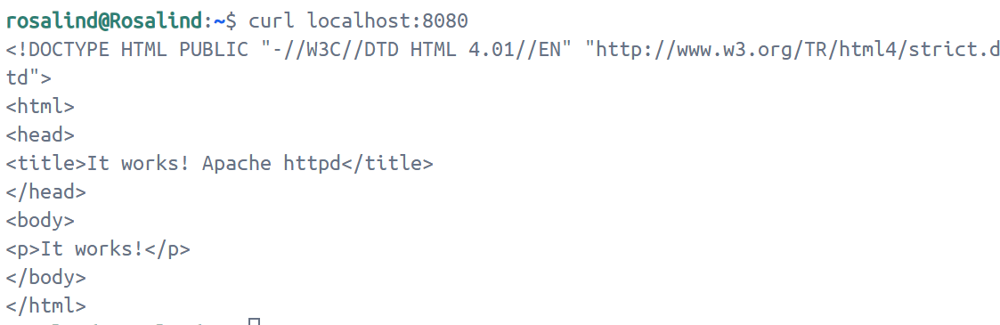 rosalind@Rosalind:~$ curl localhost:8080
<!DOCTYPE HTML PUBLIC "-//W3C//DTD HTML 4.01//EN" "http://www.w3.org/TR/html4/strict.d
td">
<html>
<head>
<title>It works! Apache httpd</title>
</head>
<body>
<p>It works!</p>
</body>
</html>